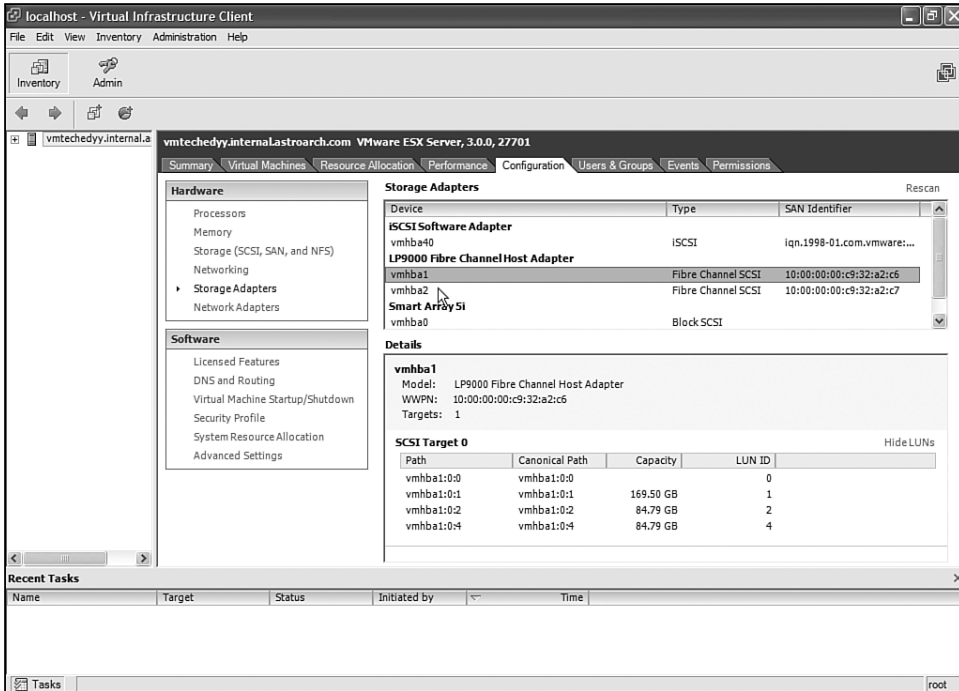 localhost - Virtual Infrastructure Client
File Edit View Inventory Administration Help
Inventory Admin
vmtechedyy.internal.a
vmtechedyy.internal.astroarch.com VMware ESX Server, 3.0.0, 27701
Summary Virtual Machines Resource Allocation Performance Configuration Users & Groups Events Permissions
Hardware
Processors
Memory
Storage (SCSI, SAN, and NFS)
Networking
Storage Adapters
Network Adapters
Software
Licensed Features
DNS and Routing
Virtual Machine Startup/Shutdown
Security Profile
System Resource Allocation
Advanced Settings
Storage Adapters
Rescan
Device Type SAN Identifier
iSCSI Software Adapter
vmhba40 iSCSI iqn.1998-01.com.vmware:...
LP9000 Fibre Channel Host Adapter
vmhba1 Fibre Channel SCSI 10:00:00:00:c9:32:a2:c6
vmhba2 Fibre Channel SCSI 10:00:00:00:c9:32:a2:c7
Smart Array 5i
vmhba0 Block SCSI
Details
vmhba1
Model: LP9000 Fibre Channel Host Adapter
WWPN: 10:00:00:00:c9:32:a2:c6
Targets: 1
SCSI Target 0 Hide LUNs
Path Canonical Path Capacity LUN ID
vmhba1:0:0 vmhba1:0:0 0
vmhba1:0:1 vmhba1:0:1 169.50 GB 1
vmhba1:0:2 vmhba1:0:2 84.79 GB 2
vmhba1:0:4 vmhba1:0:4 84.79 GB 4
Recent Tasks
Name Target Status Initiated by Time
Tasks root